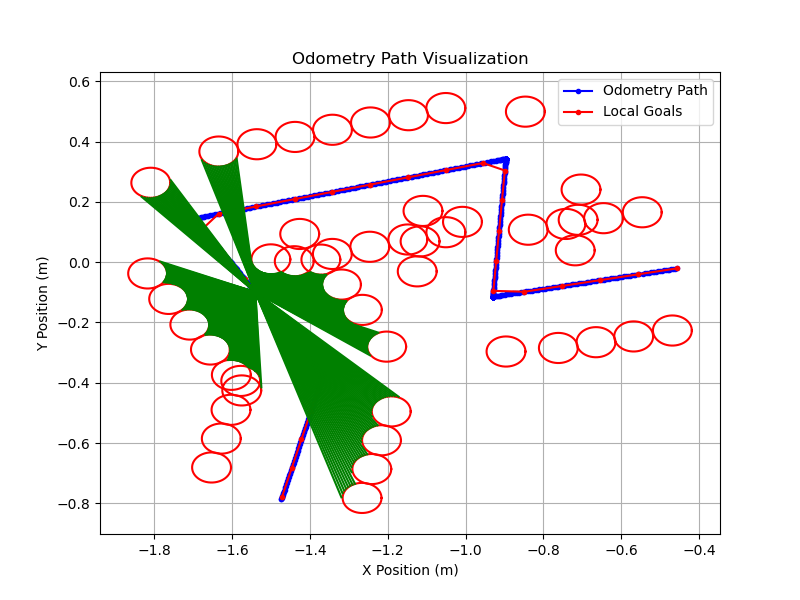 Odometry Path Visualization
Odometry Path
Local Goals
0.6
0.4
0.2
0.0
−0.2
−0.4
−0.6
−0.8
Y Position (m)
−1.8 −1.6 −1.4 −1.2 −1.0 −0.8 −0.6 −0.4
X Position (m)